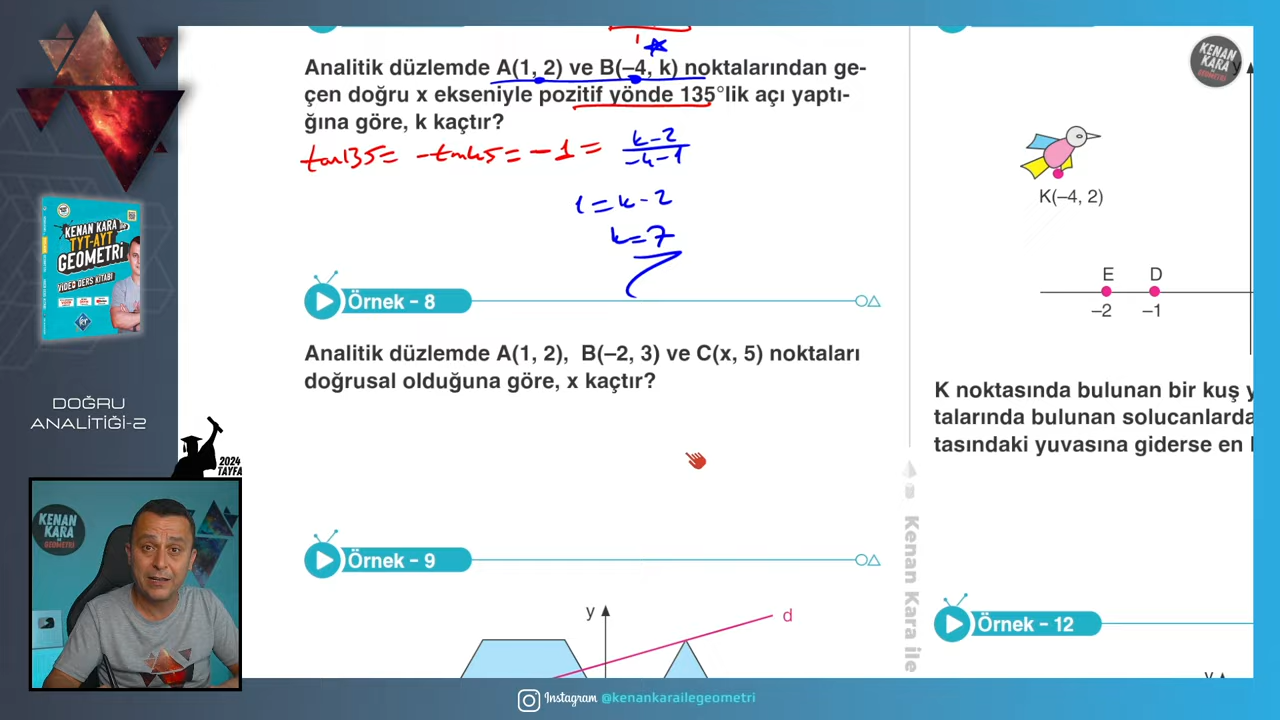 Analitik düzlemde A(1, 2) ve B(–4, k) noktalarından ge-
çen doğru x ekseniyle pozitif yönde 135°lik açı yaptı-
ğına göre, k kaçtır?
tan135 = -tan45 = -1 = k-2
-4-1
1
5 = k-2
k=7
Örnek - 8
Analitik düzlemde A(1, 2), B(–2, 3) ve C(x, 5) noktaları
doğrusal olduğuna göre, x kaçtır?
Örnek - 9
y
d
KENAN
KARA
K(–4, 2)
E D
–2 –1
K noktasında bulunan bir kuş y
talarında bulunan solucanlarda
tasındaki yuvasına giderse en
Kenan Kara ile
Örnek - 12
y
KENAN KARA
TYT-AYT
GEOMETRİ
VİDEO DERS KİTABI
DOĞRU
ANALİTİĞİ-2
2024
TAYFA
KENAN
KARA
GEOMETRİ
Instagram @kenankarailegeometri